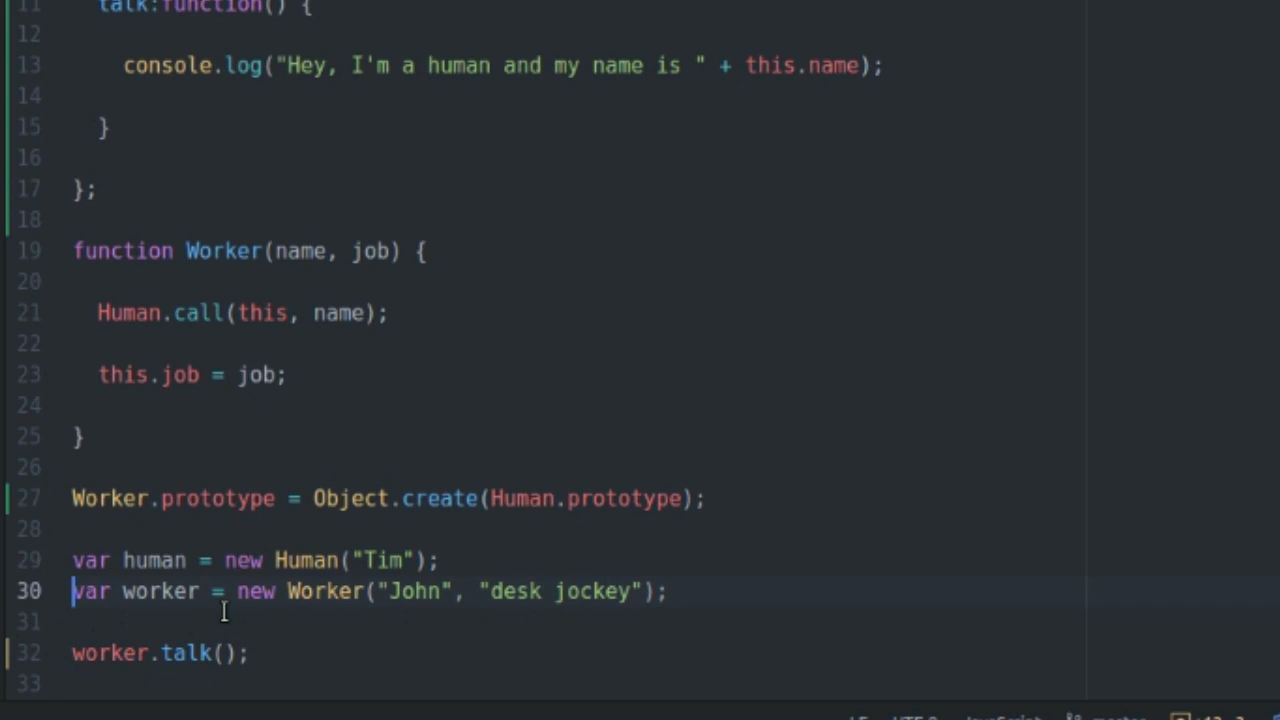 11 talk:function() {
12
13 console.log("Hey, I'm a human and my name is " + this.name);
14
15 }
16
17 };
18
19 function Worker(name, job) {
20
21 Human.call(this, name);
22
23 this.job = job;
24
25 }
26
27 Worker.prototype = Object.create(Human.prototype);
28
29 var human = new Human("Tim");
30 var worker = new Worker("John", "desk jockey");
31
32 worker.talk();
33